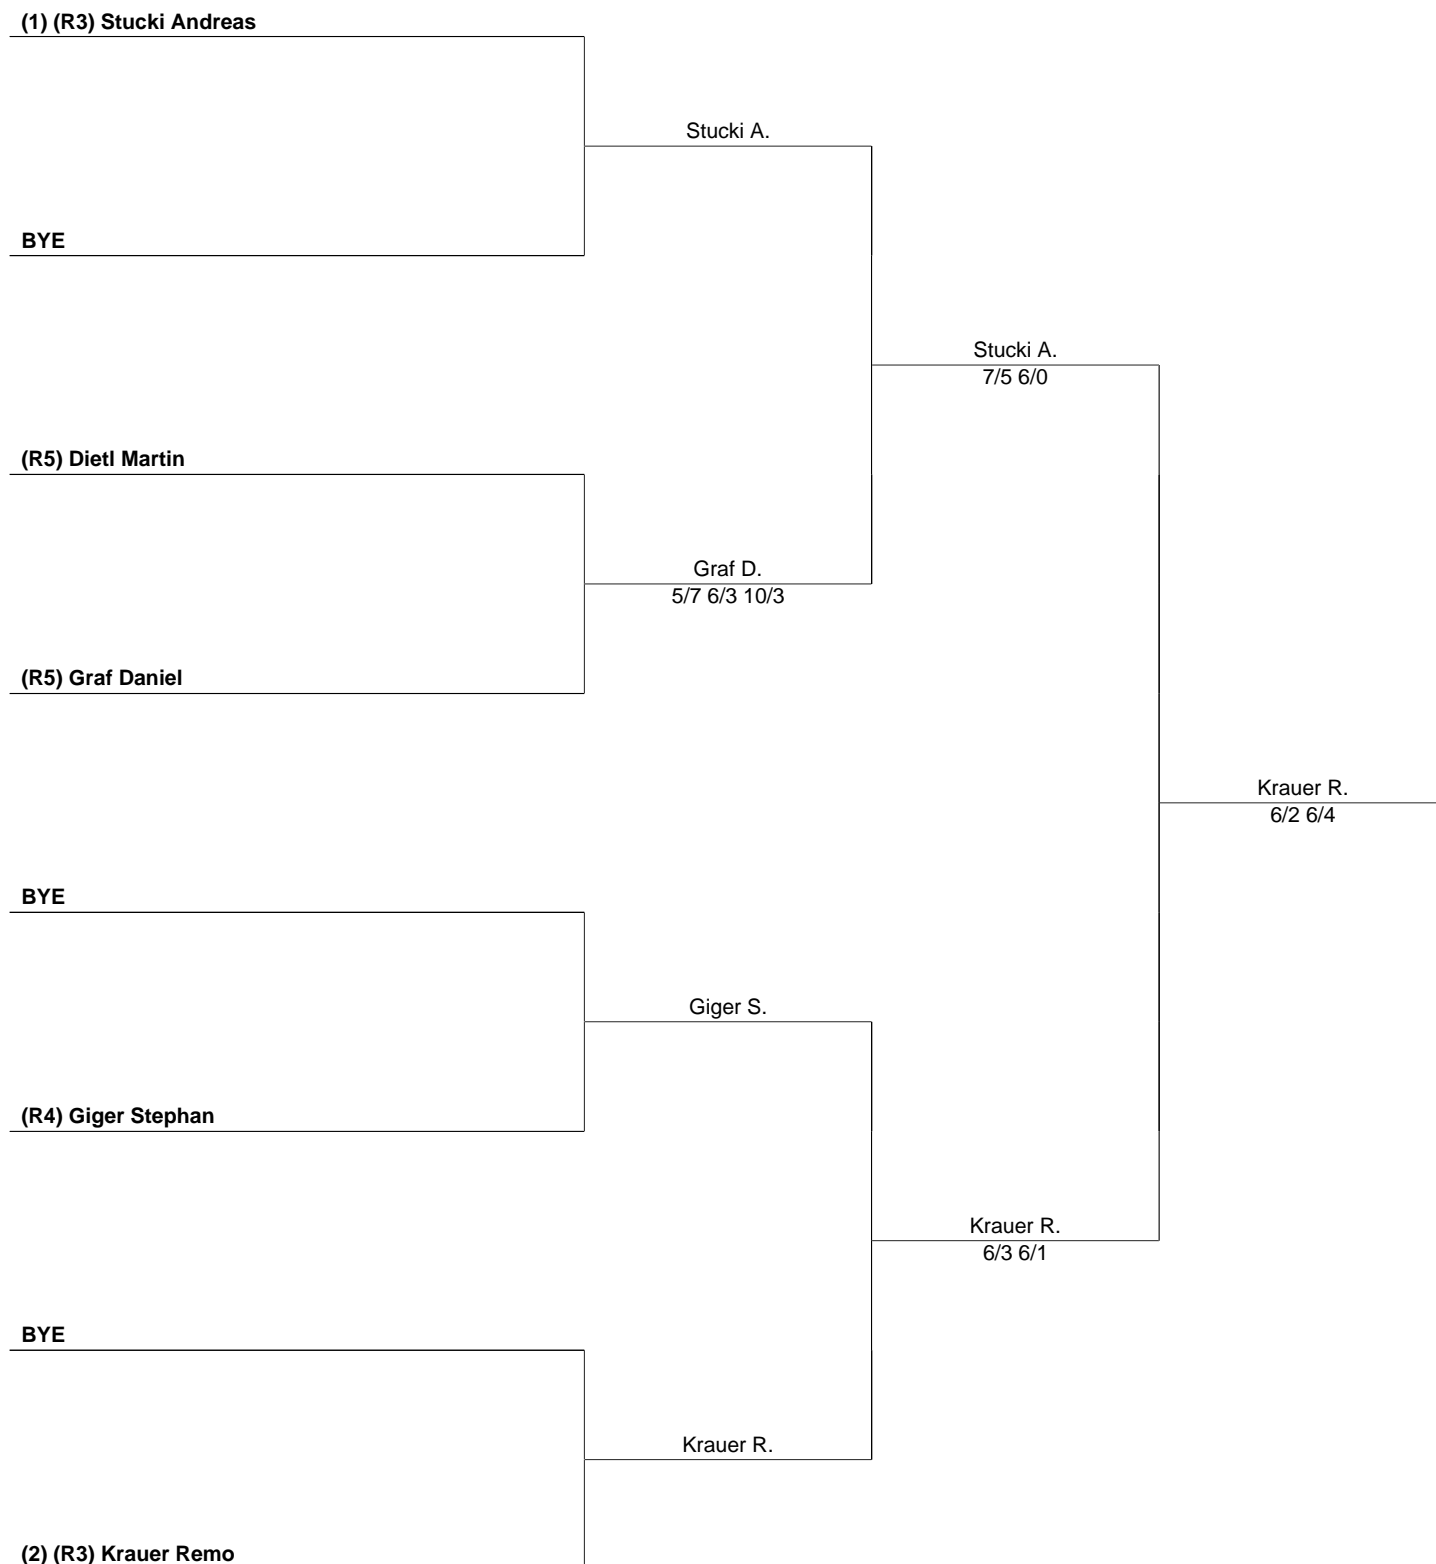 (1) (R3) Stucki Andreas
Stucki A.
BYE
Stucki A.
7/5 6/0
(R5) Dietl Martin
Graf D.
5/7 6/3 10/3
(R5) Graf Daniel
Krauer R.
6/2 6/4
BYE
Giger S.
(R4) Giger Stephan
Krauer R.
6/3 6/1
BYE
Krauer R.
(2) (R3) Krauer Remo